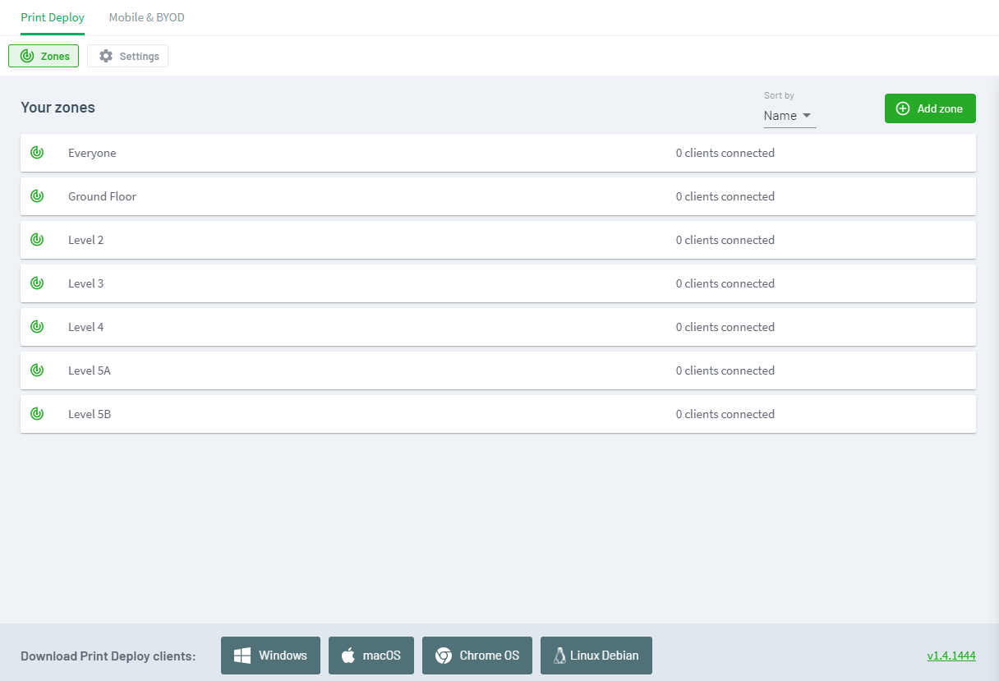 Print Deploy Mobile & BYOD
Zones Settings
Your zones
Sort by
Name
Add zone
Everyone 0 clients connected
Ground Floor 0 clients connected
Level 2 0 clients connected
Level 3 0 clients connected
Level 4 0 clients connected
Level 5A 0 clients connected
Level 5B 0 clients connected
Download Print Deploy clients: Windows macOS Chrome OS Linux Debian v1.4.1444